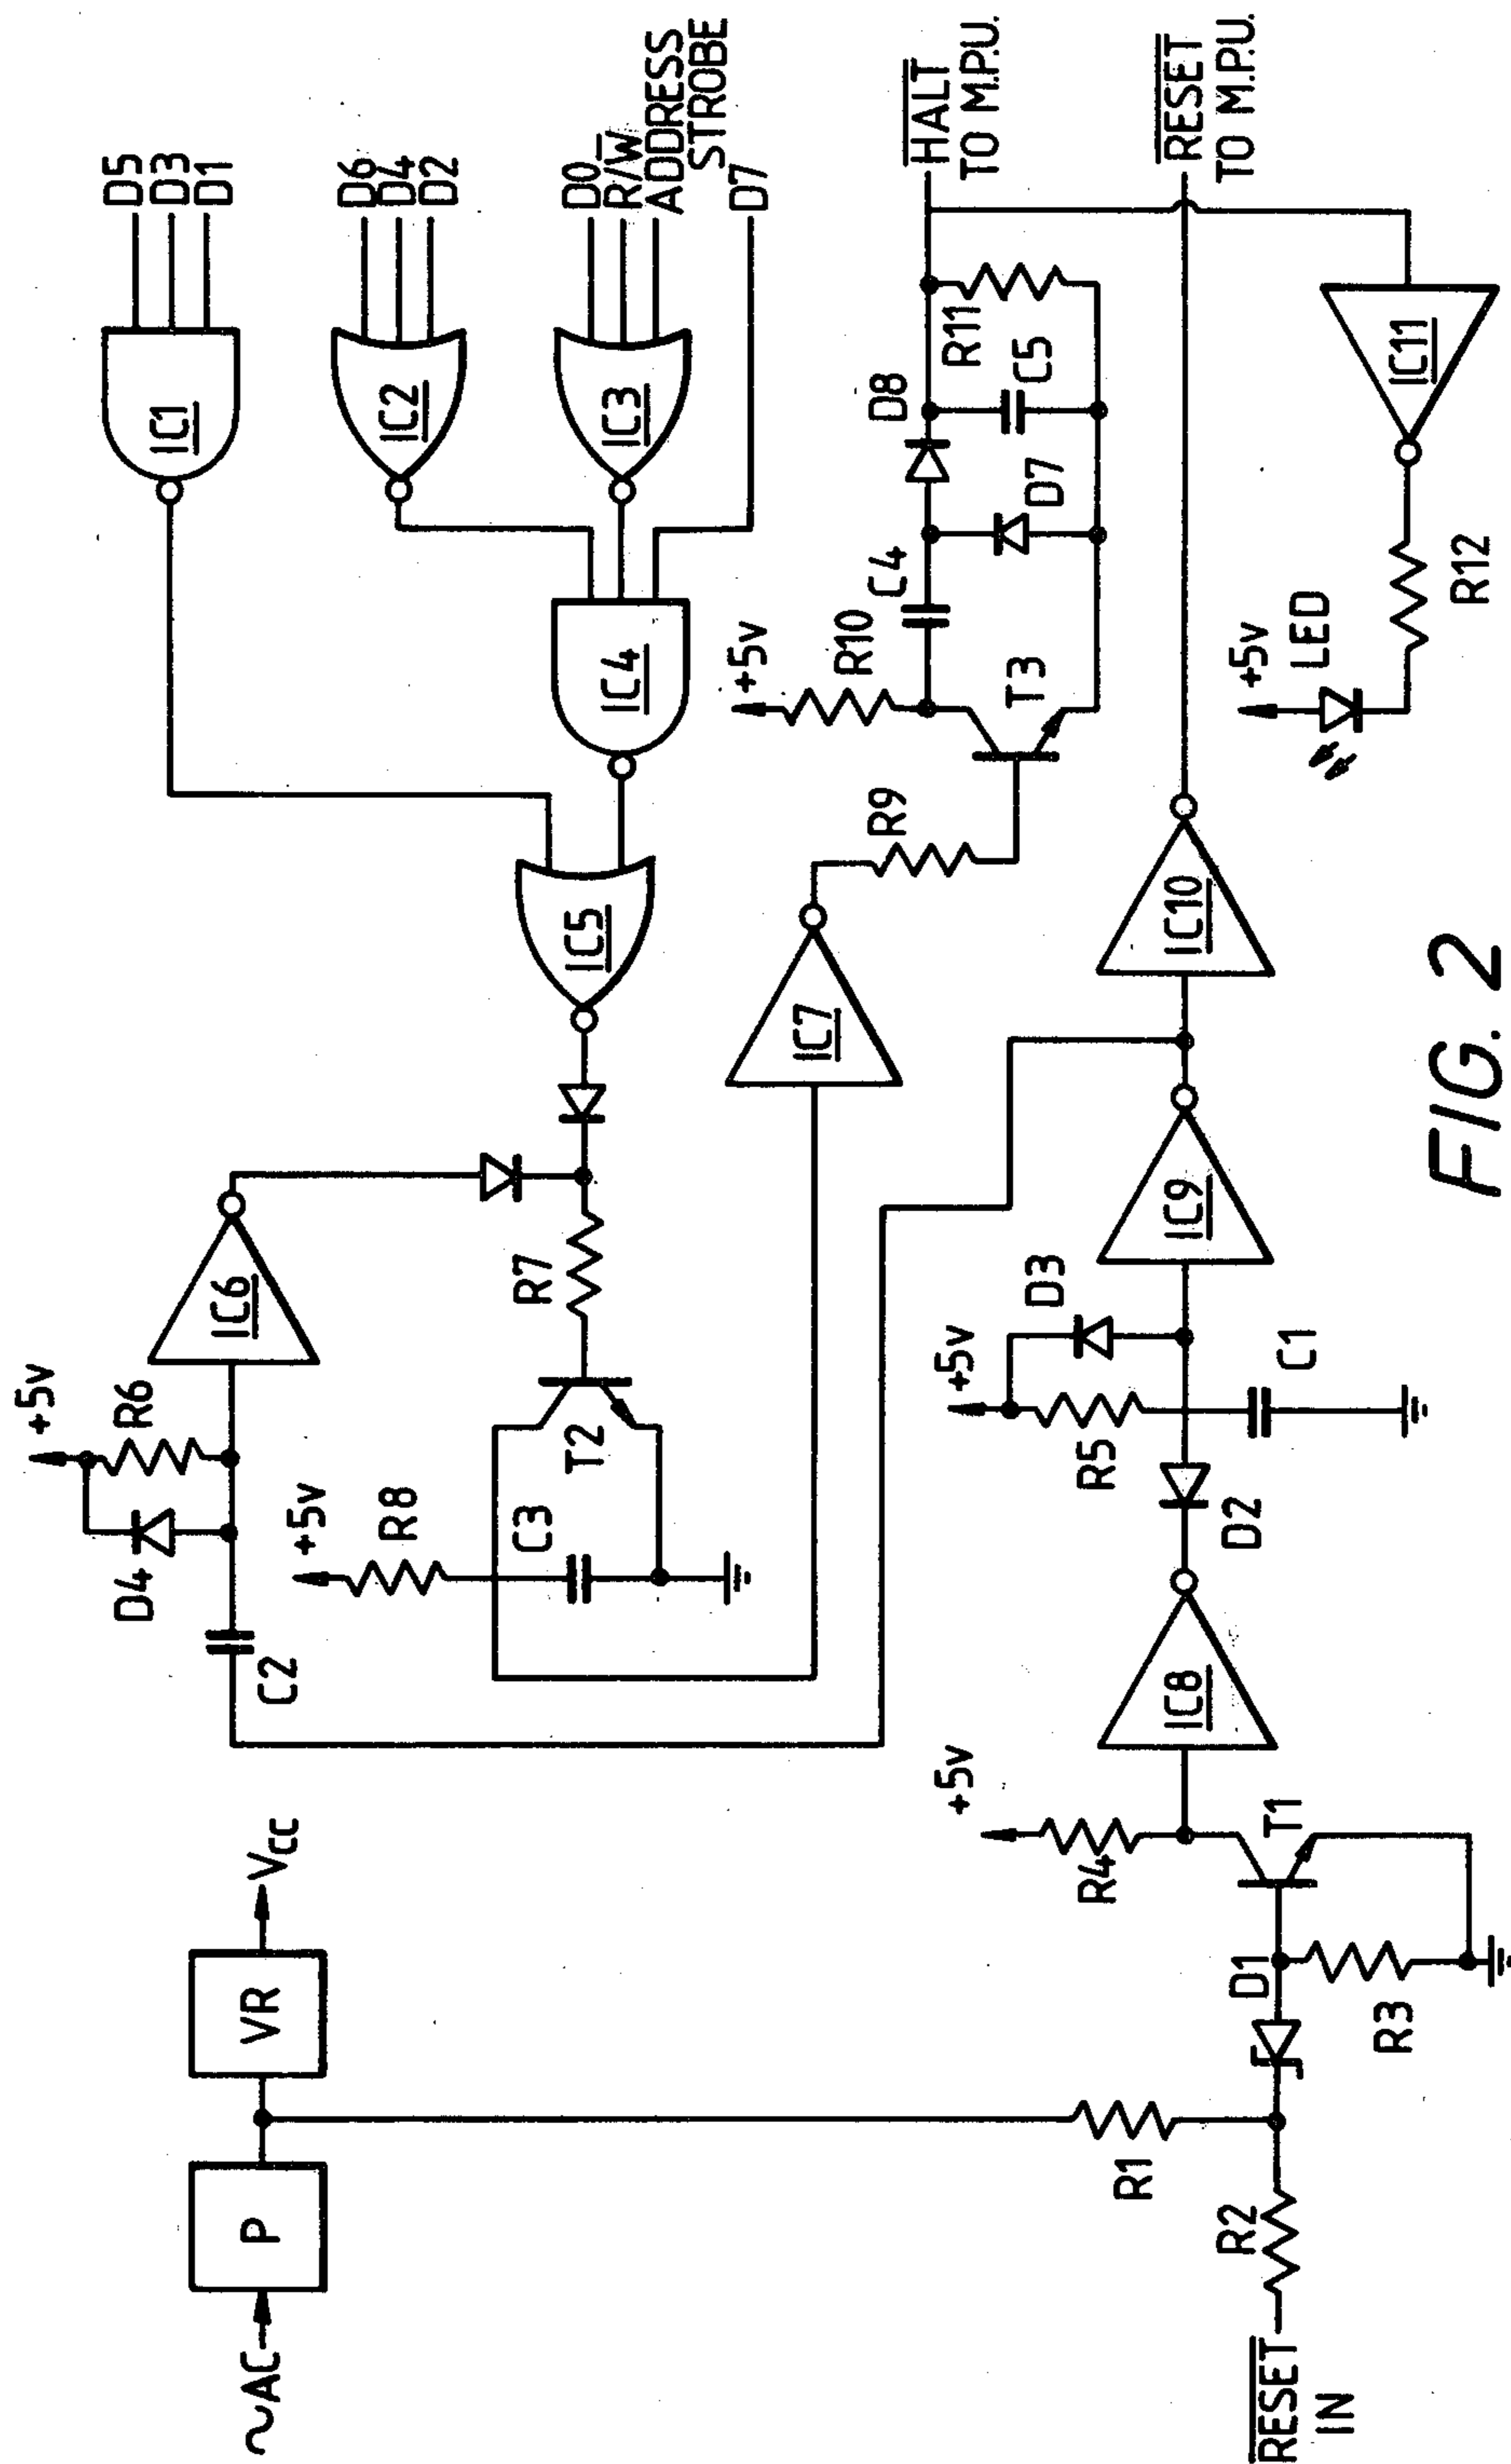 ~AC
P
VR
VCC
RESET
IN
R2
R1
D1
R3
T1
R4
+5v
IC8
D2
R5
+5v
D3
C1
IC9
IC10
RESET
TO M.P.U.
C2
D4
+5v
R6
IC6
+5v
R8
C3
T2
R7
IC5
IC7
R9
T3
+5v
R10
C4
D7
D8
C5
R11
HALT
TO M.P.U.
IC4
IC1
IC2
IC3
D5
D3
D1
D6
D4
D2
D0
R/W
ADDRESS
STROBE
D7
+5v
LED
R12
IC11
FIG. 2